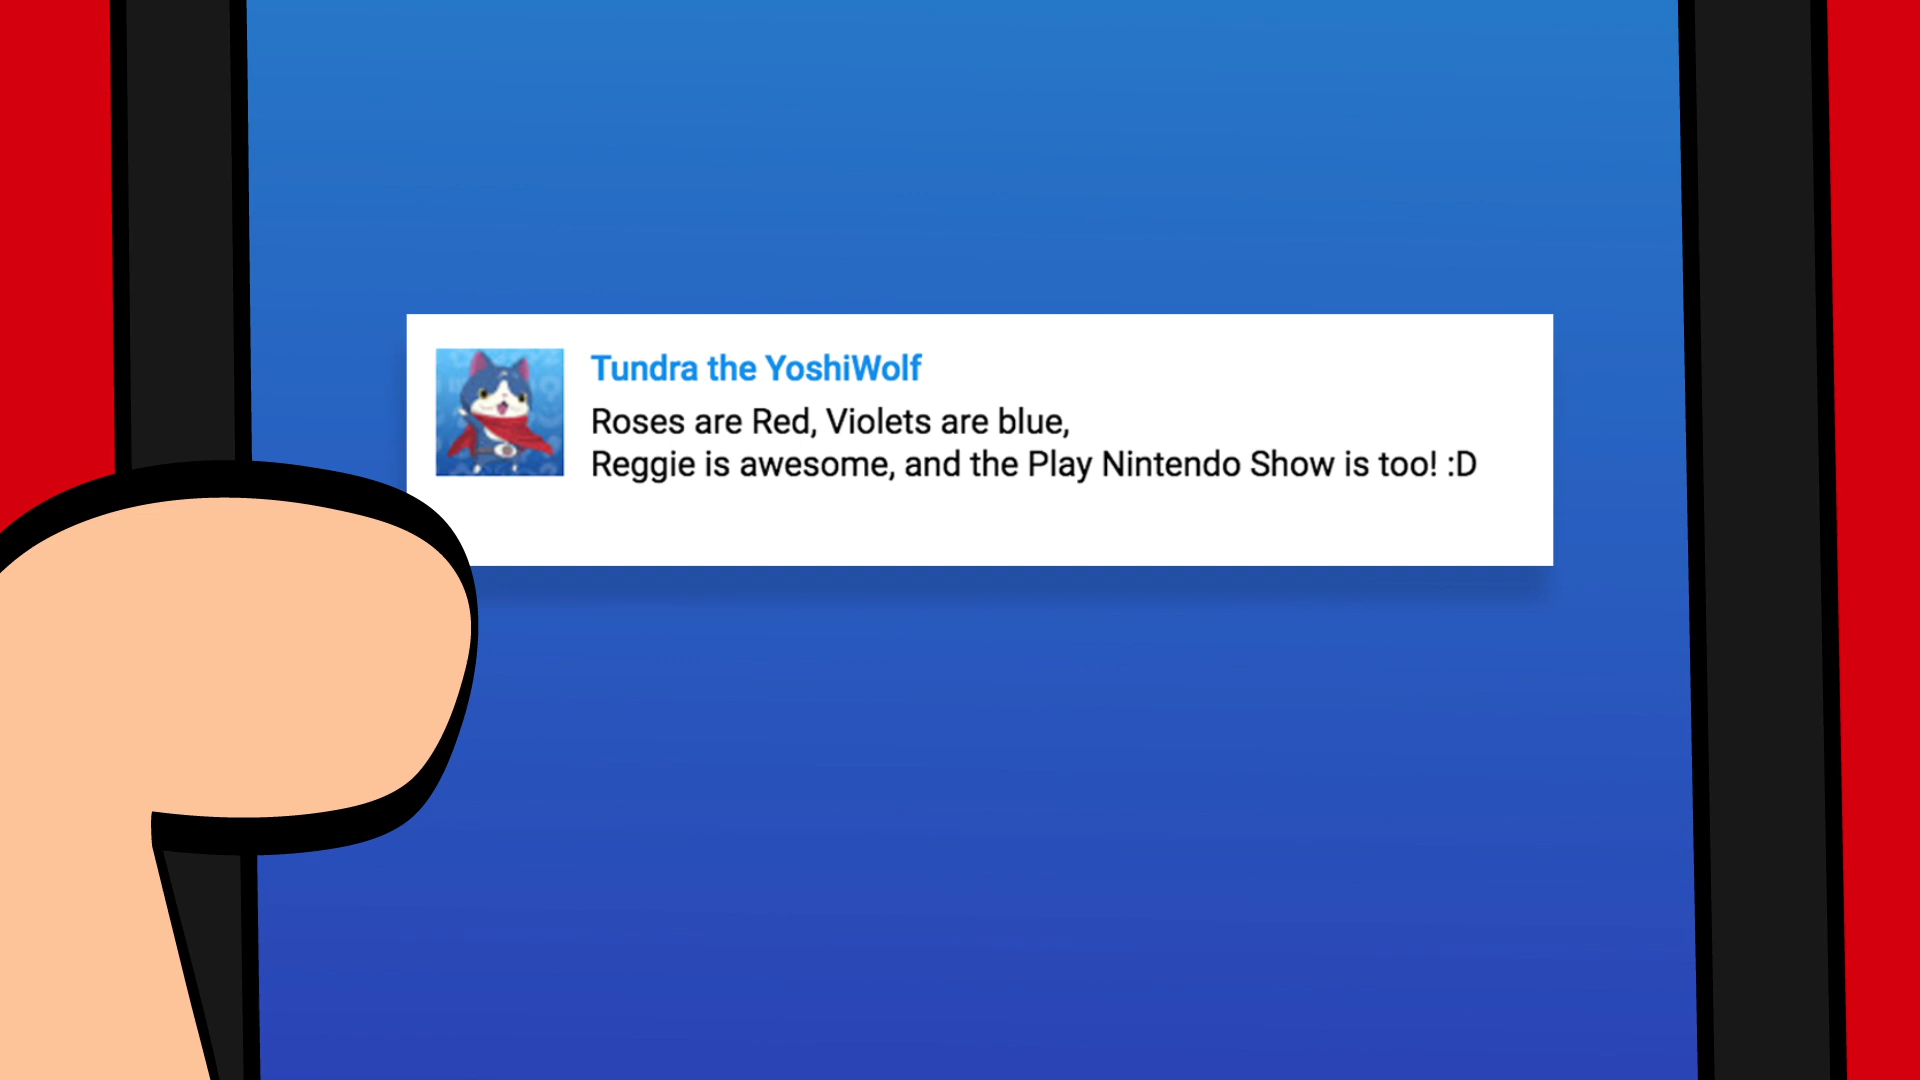 Tundra the YoshiWolf
Roses are Red, Violets are blue,
Reggie is awesome, and the Play Nintendo Show is too! :D